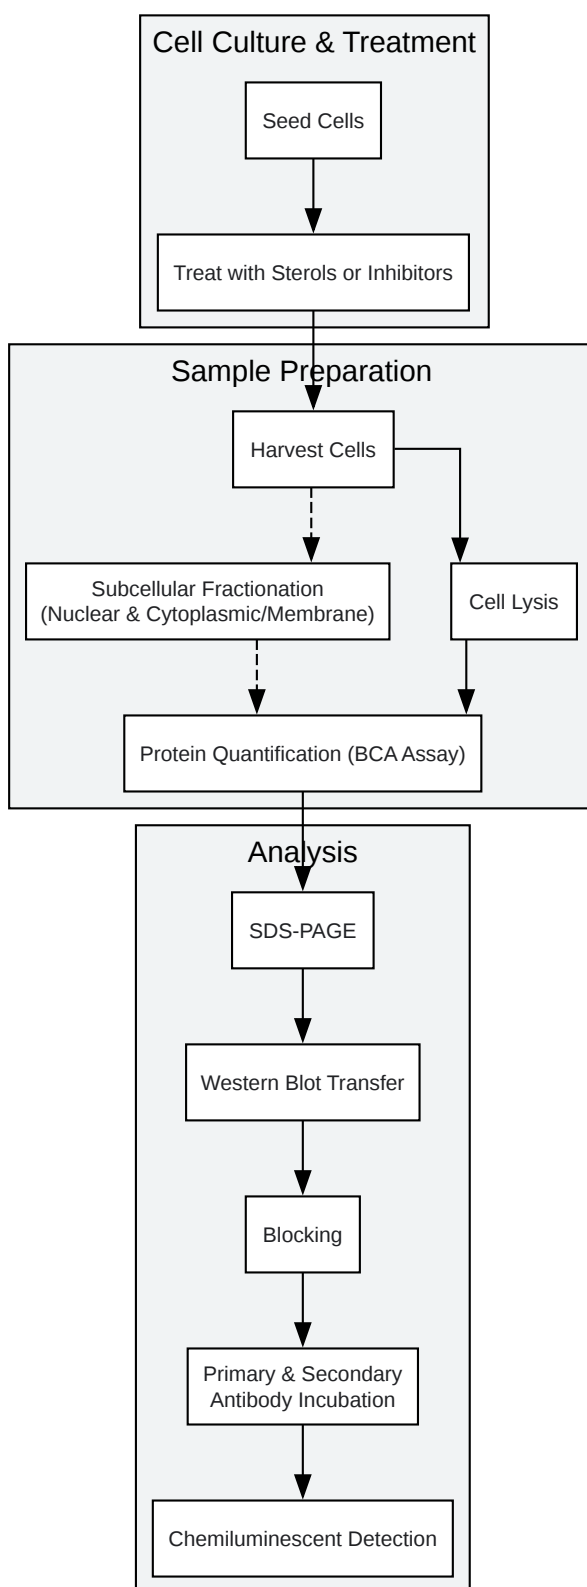 Cell Culture & Treatment
Seed Cells
Treat with Sterols or Inhibitors
Sample Preparation
Harvest Cells
Subcellular Fractionation
(Nuclear & Cytoplasmic/Membrane)
Cell Lysis
Protein Quantification (BCA Assay)
Analysis
SDS-PAGE
Western Blot Transfer
Blocking
Primary & Secondary
Antibody Incubation
Chemiluminescent Detection